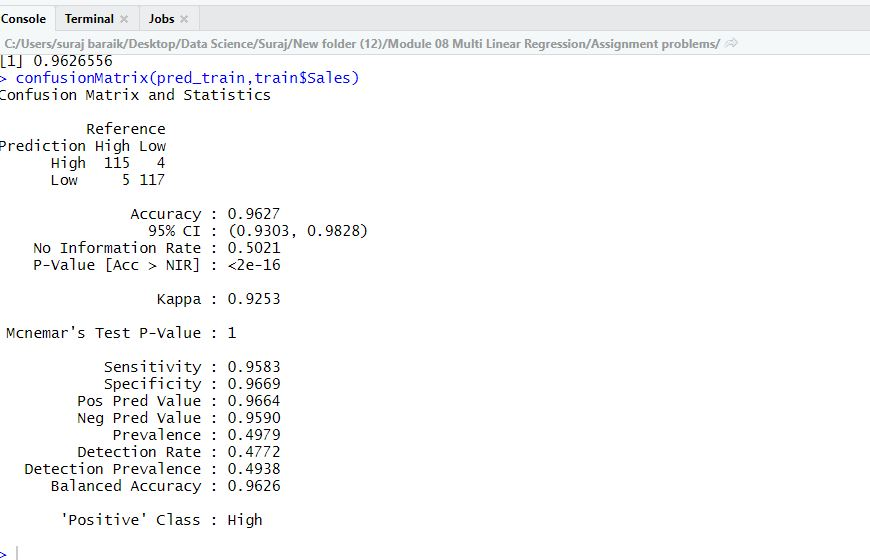 Console Terminal Jobs
C:/Users/suraj baraik/Desktop/Data Science/Suraj/New folder (12)/Module 08 Multi Linear Regression/Assignment problems/
[1] 0.9626556
> confusionMatrix(pred_train,train$Sales)
Confusion Matrix and Statistics
Reference
Prediction High Low
High 115 4
Low 5 117
Accuracy : 0.9627
95% CI : (0.9303, 0.9828)
No Information Rate : 0.5021
P-Value [Acc > NIR] : <2e-16
Kappa : 0.9253
Mcnemar's Test P-Value : 1
Sensitivity : 0.9583
Specificity : 0.9669
Pos Pred Value : 0.9664
Neg Pred Value : 0.9590
Prevalence : 0.4979
Detection Rate : 0.4772
Detection Prevalence : 0.4938
Balanced Accuracy : 0.9626
'Positive' Class : High
>